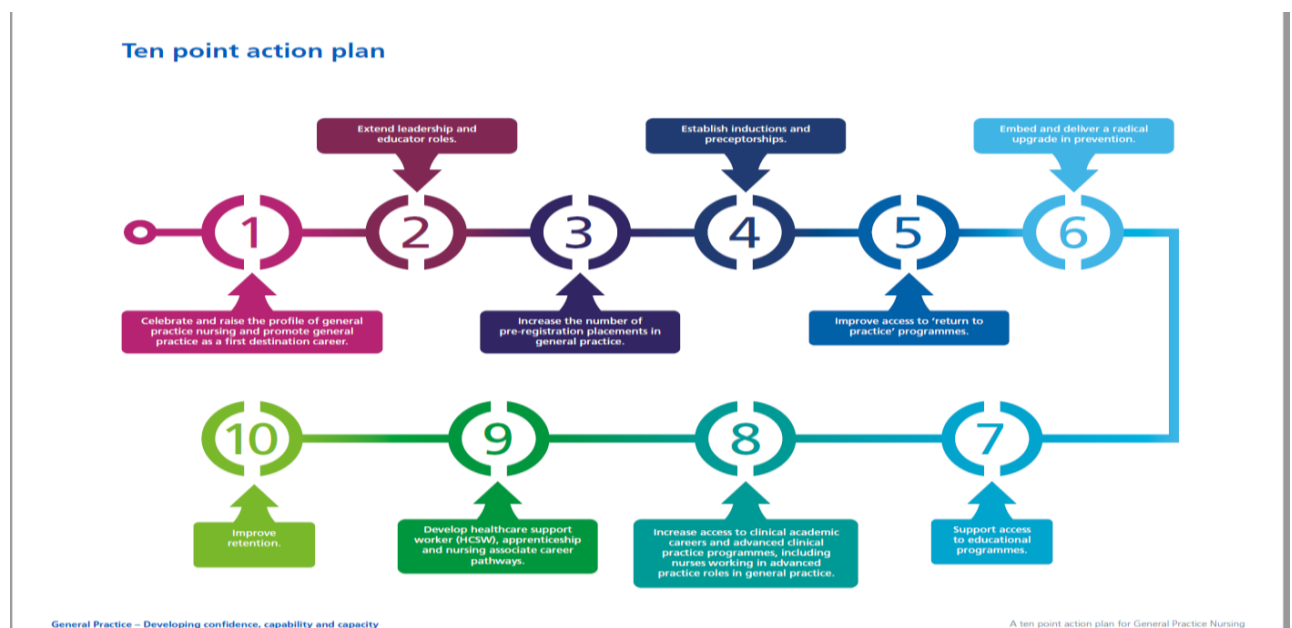 Ten point action plan
Extend leadership and
educator roles.
Establish inductions and
preceptorships.
Embed and deliver a radical
upgrade in prevention.
1
2
3
4
5
6
Celebrate and raise the profile of general
practice nursing and promote general
practice as a first destination career.
Increase the number of
pre-registration placements in
general practice.
Improve access to ‘return to
practice’ programmes.
10
9
8
7
Improve
retention.
Develop healthcare support
worker (HCSW), apprenticeship
and nursing associate career
pathways.
Increase access to clinical academic
careers and advanced clinical
practice programmes, including
nurses working in advanced
practice roles in general practice.
Support access
to educational
programmes.
General Practice – Developing confidence, capability and capacity
A ten point action plan for General Practice Nursing